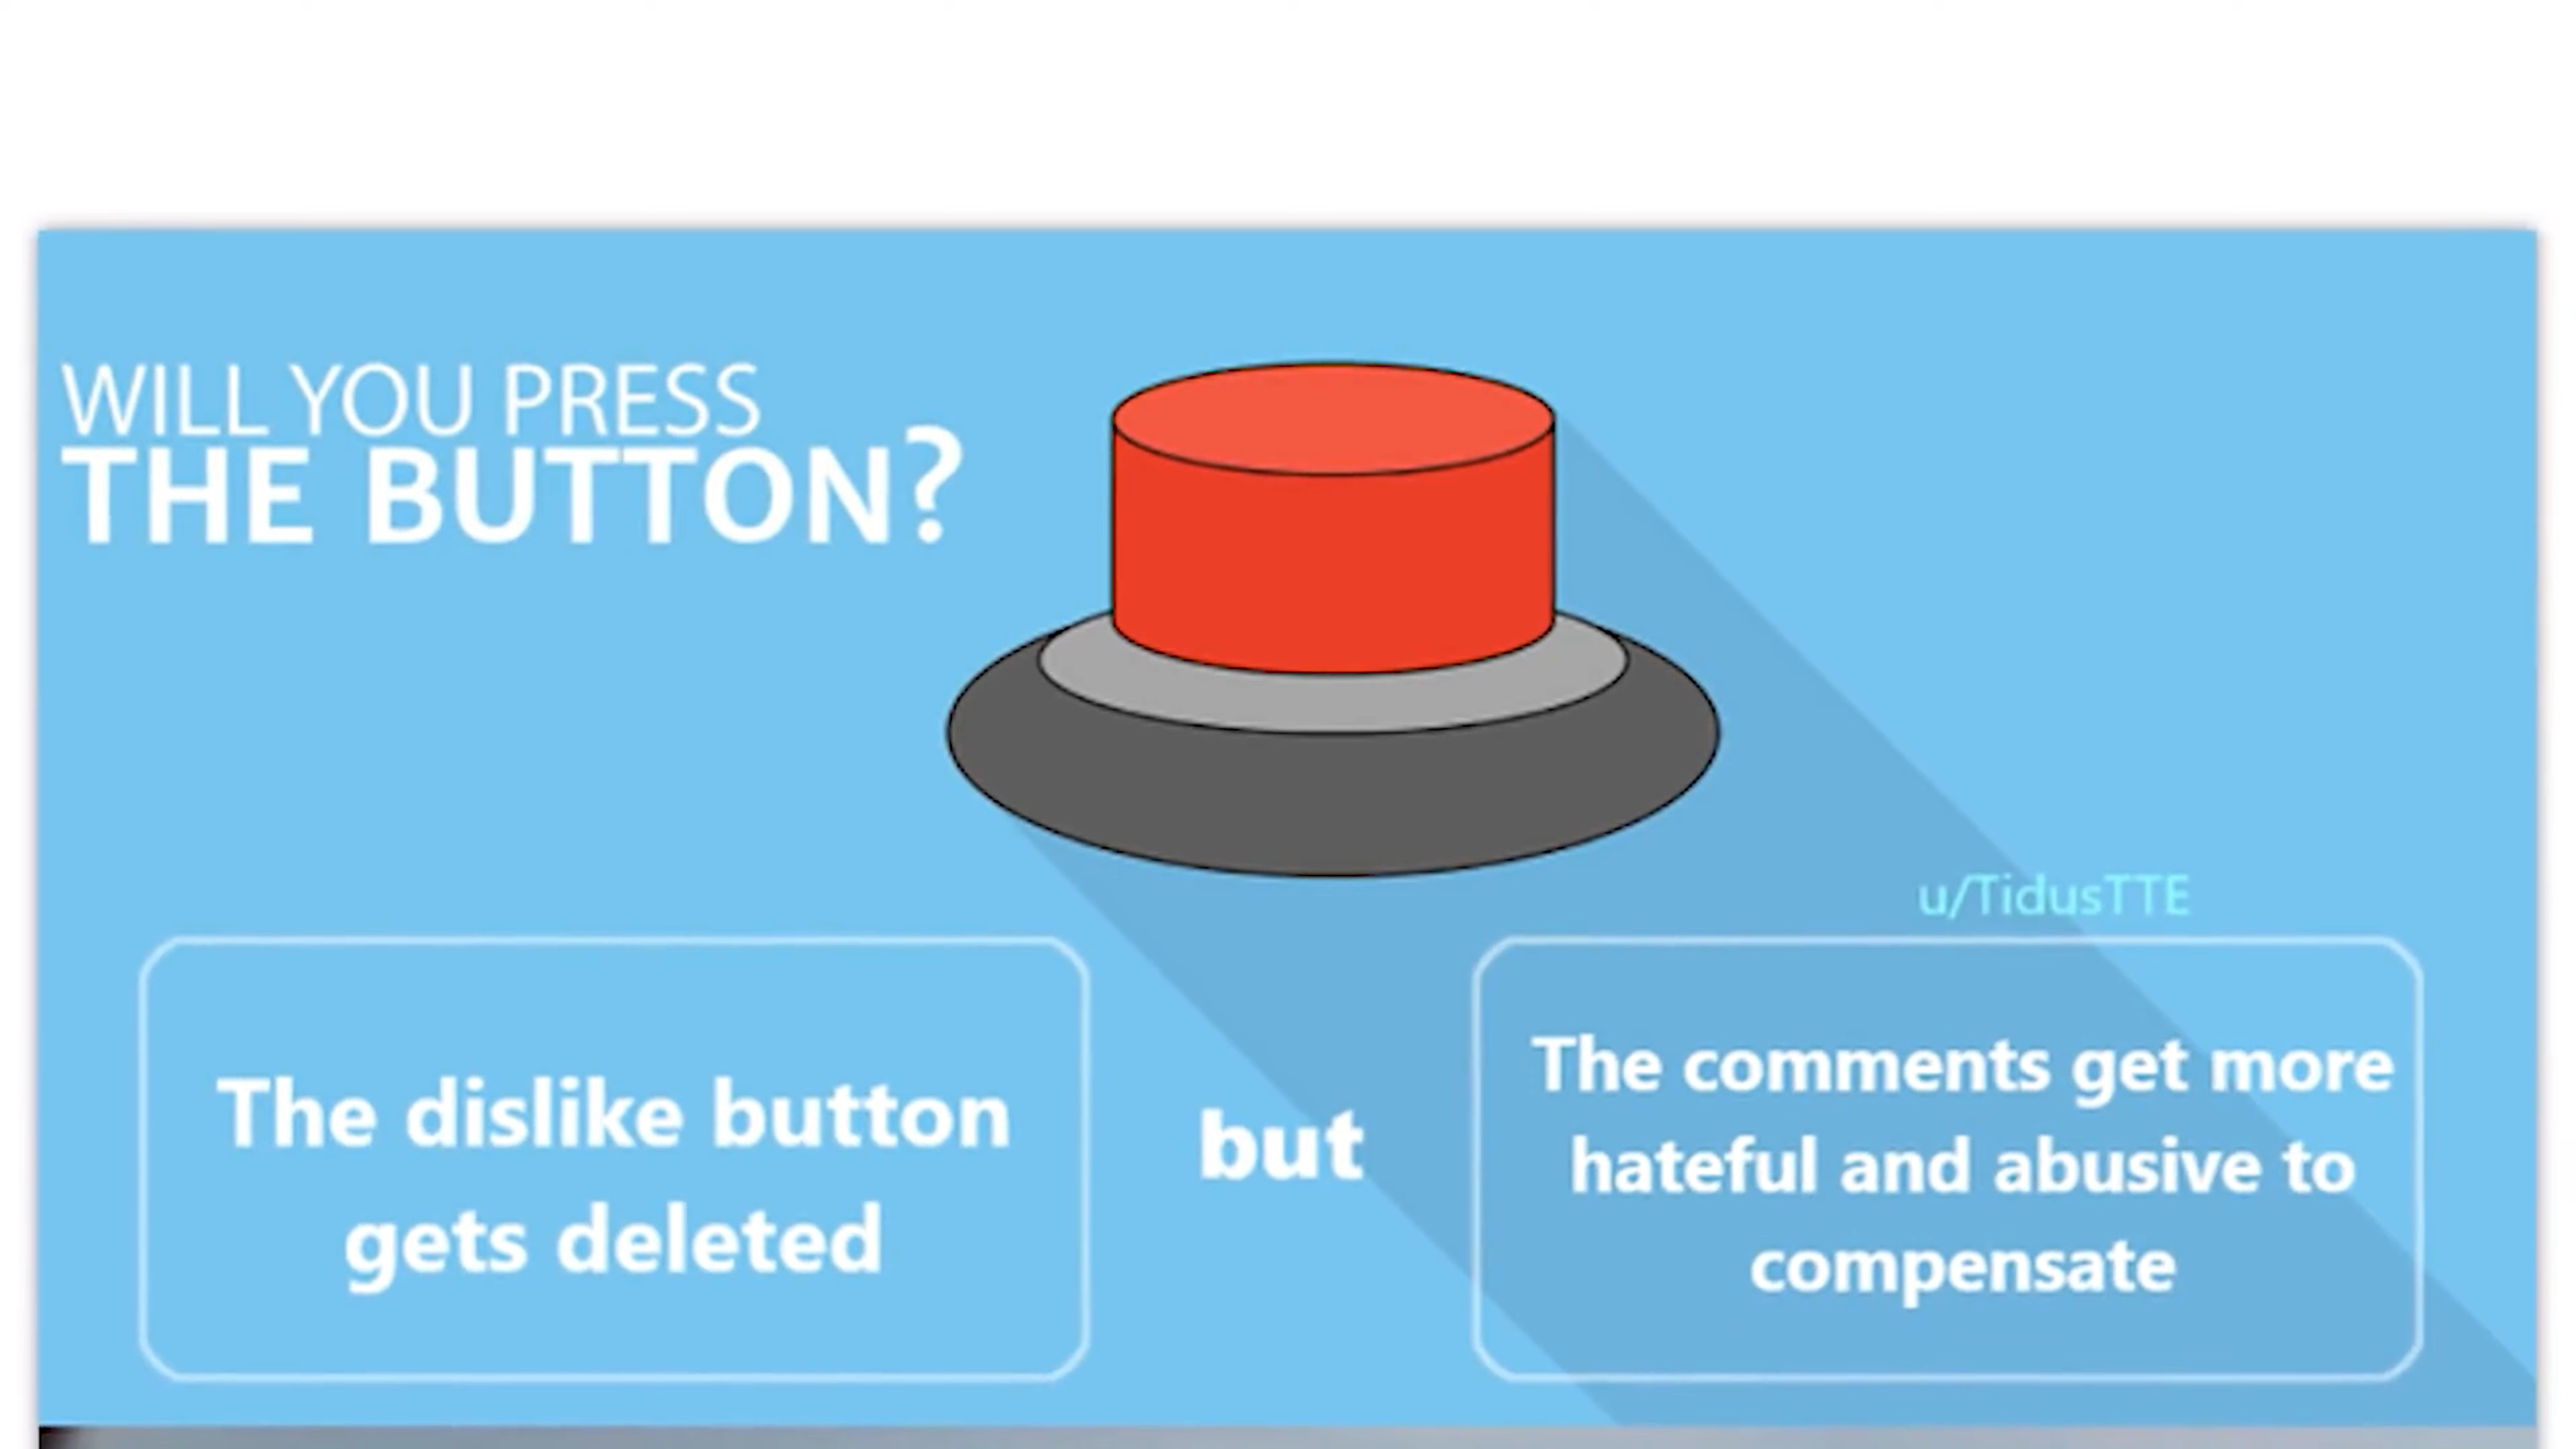 WILL YOU PRESS
THE BUTTON?
u/TidusTTE
The dislike button
gets deleted
but
The comments get more
hateful and abusive to
compensate